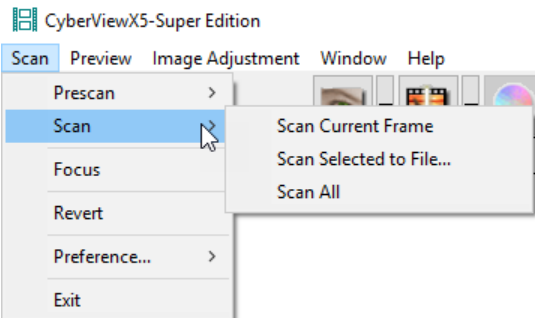 CyberViewX5-Super Edition
Scan Preview Image Adjustment Window Help
Prescan
Scan
Scan Current Frame
Scan Selected to File...
Scan All
Focus
Revert
Preference...
Exit